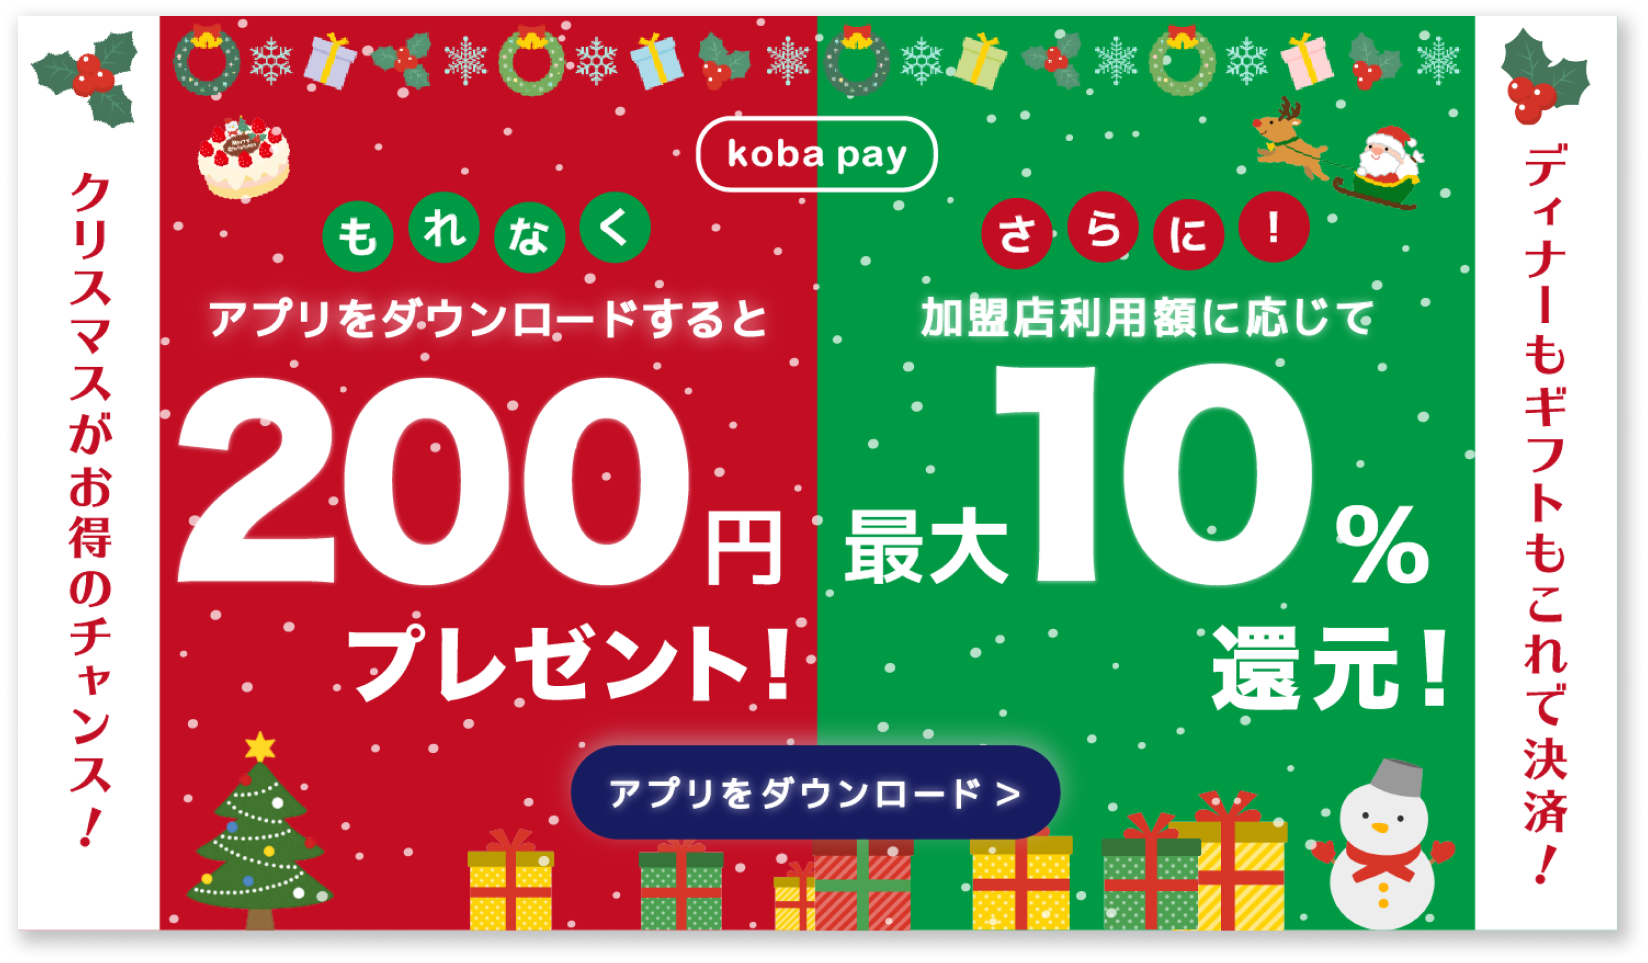 クリスマスがお得のチャンス！
koba pay
もれなく
アプリをダウンロードすると
200円
プレゼント！
さらに！
加盟店利用額に応じて
最大10%
還元！
アプリをダウンロード >
ディナーもギフトもこれで決済！